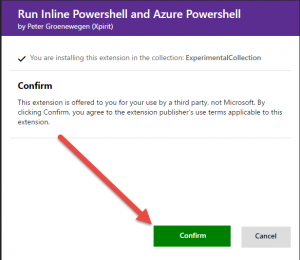 Run Inline Powershell and Azure Powershell
by Peter Groenewegen (Xpirit)
You are installing this extension in the collection: ExperimentalCollection
Confirm
This extension is offered to you for your use by a third party, not Microsoft. By
clicking Confirm, you agree to the extension publisher's use terms applicable to this
extension.
Confirm
Cancel